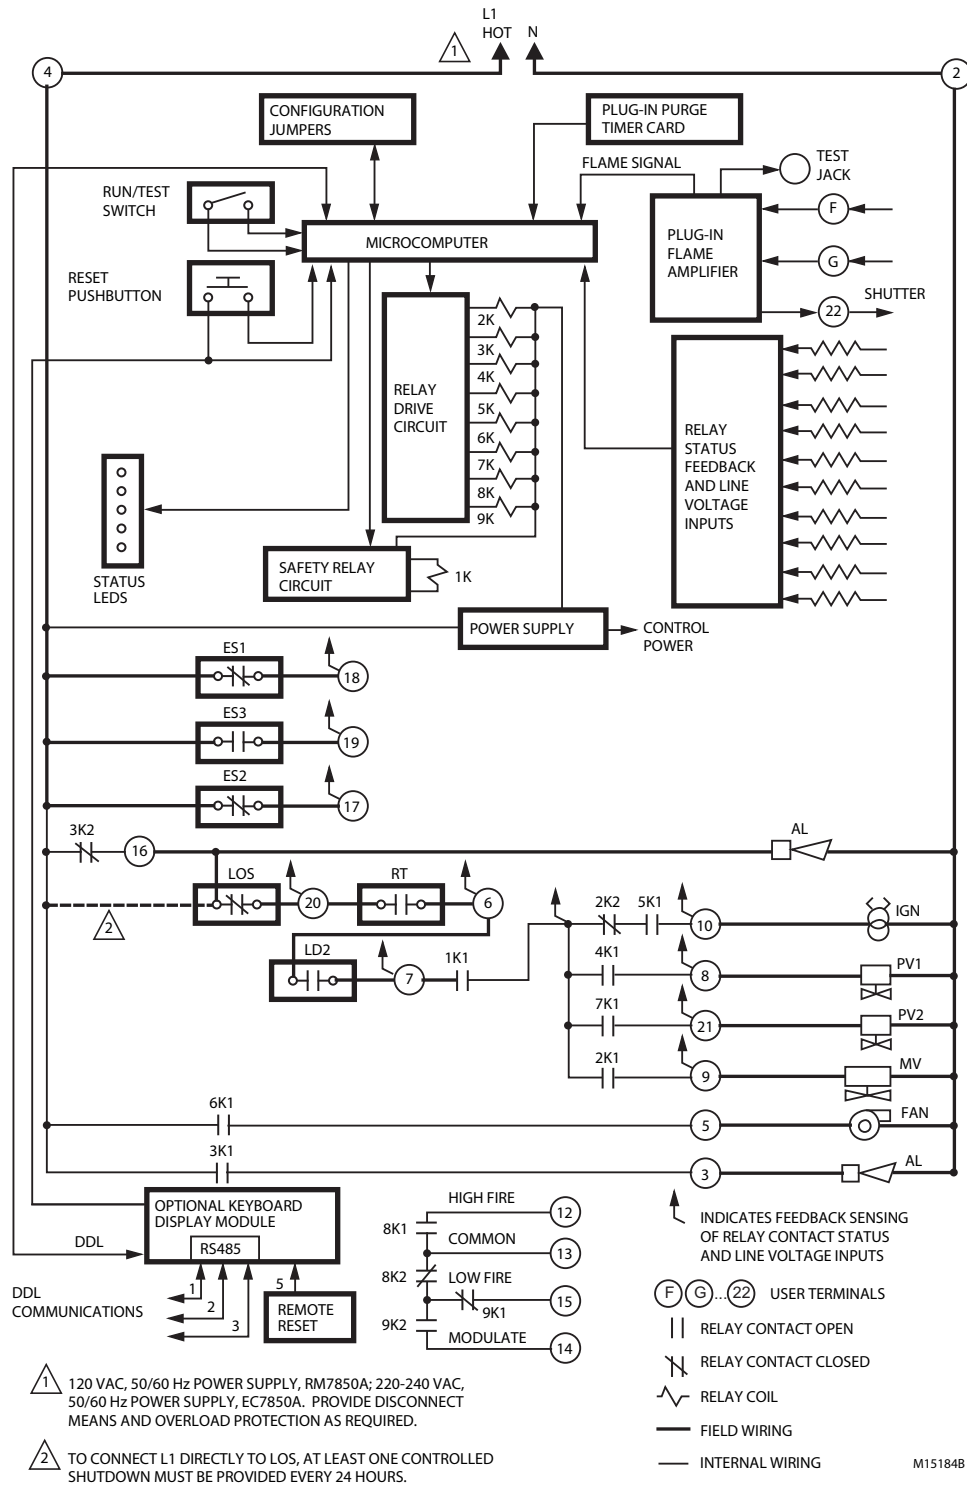 L1
HOT N
1
4
2
CONFIGURATION
JUMPERS
PLUG-IN PURGE
TIMER CARD
FLAME SIGNAL
TEST
JACK
RUN/TEST
SWITCH
MICROCOMPUTER
PLUG-IN
FLAME
AMPLIFIER
F
G
22
SHUTTER
RESET
PUSHBUTTON
RELAY
DRIVE
CIRCUIT
2K
3K
4K
5K
6K
7K
8K
9K
RELAY
STATUS
FEEDBACK
AND LINE
VOLTAGE
INPUTS
STATUS
LEDS
SAFETY RELAY
CIRCUIT
1K
POWER SUPPLY
CONTROL
POWER
ES1
18
ES3
19
ES2
17
3K2
16
AL
LOS
20
RT
6
2
LD2
7
1K1
2K2 5K1
10
IGN
4K1
8
PV1
7K1
21
PV2
2K1
9
MV
6K1
5
FAN
3K1
3
AL
OPTIONAL KEYBOARD
DISPLAY MODULE
RS485
DDL
DDL
COMMUNICATIONS
1
2
3
5
REMOTE
RESET
HIGH FIRE
12
8K1
COMMON
13
8K2
LOW FIRE
9K1
15
9K2
MODULATE
14
INDICATES FEEDBACK SENSING
OF RELAY CONTACT STATUS
AND LINE VOLTAGE INPUTS
F G...22 USER TERMINALS
RELAY CONTACT OPEN
RELAY CONTACT CLOSED
RELAY COIL
FIELD WIRING
INTERNAL WIRING
1 120 VAC, 50/60 Hz POWER SUPPLY, RM7850A; 220-240 VAC,
50/60 Hz POWER SUPPLY, EC7850A. PROVIDE DISCONNECT
MEANS AND OVERLOAD PROTECTION AS REQUIRED.
2 TO CONNECT L1 DIRECTLY TO LOS, AT LEAST ONE CONTROLLED
SHUTDOWN MUST BE PROVIDED EVERY 24 HOURS.
M15184B